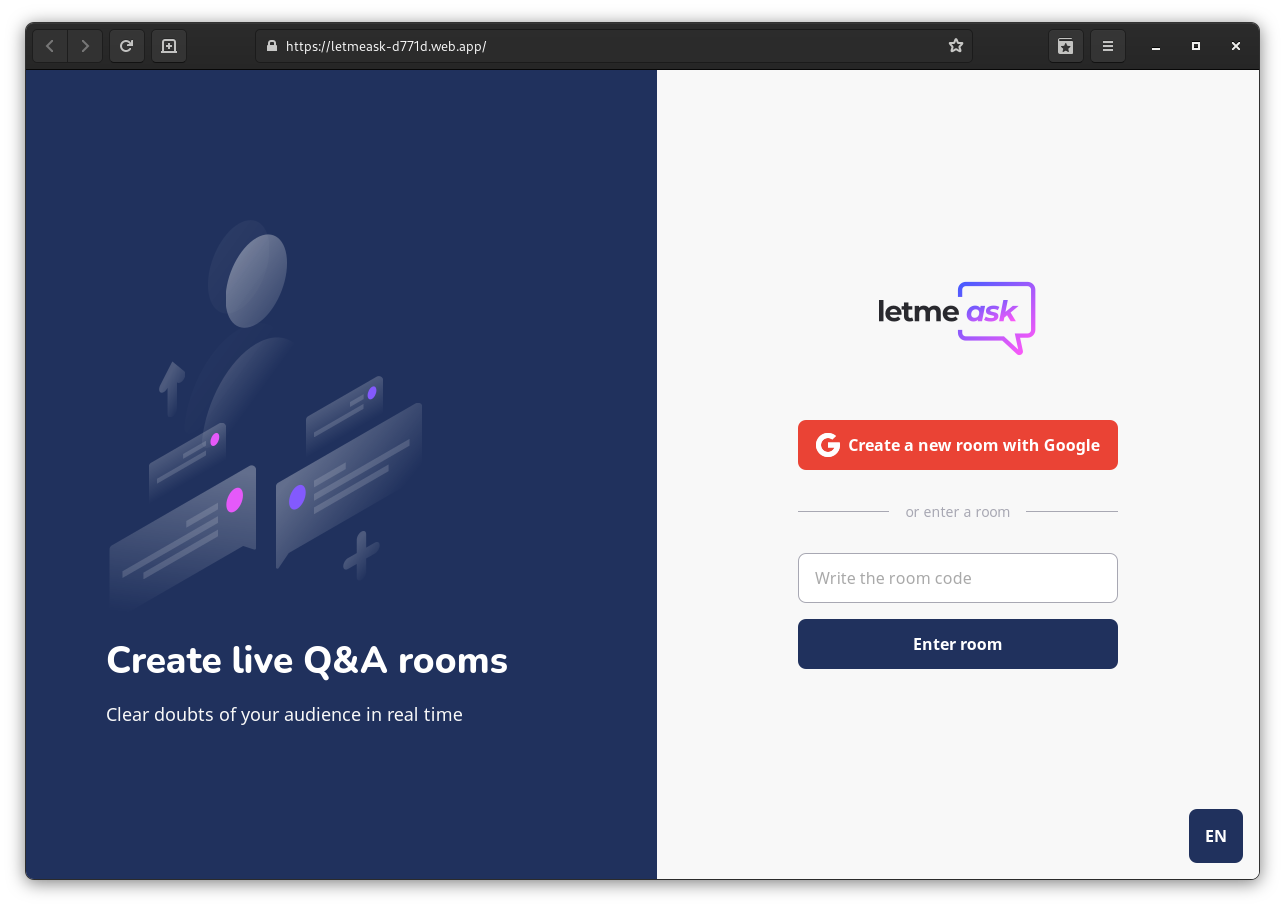 https://letmeask-d771d.web.app/
letme ask
Create a new room with Google
or enter a room
Write the room code
Enter room
Create live Q&A rooms
Clear doubts of your audience in real time
EN